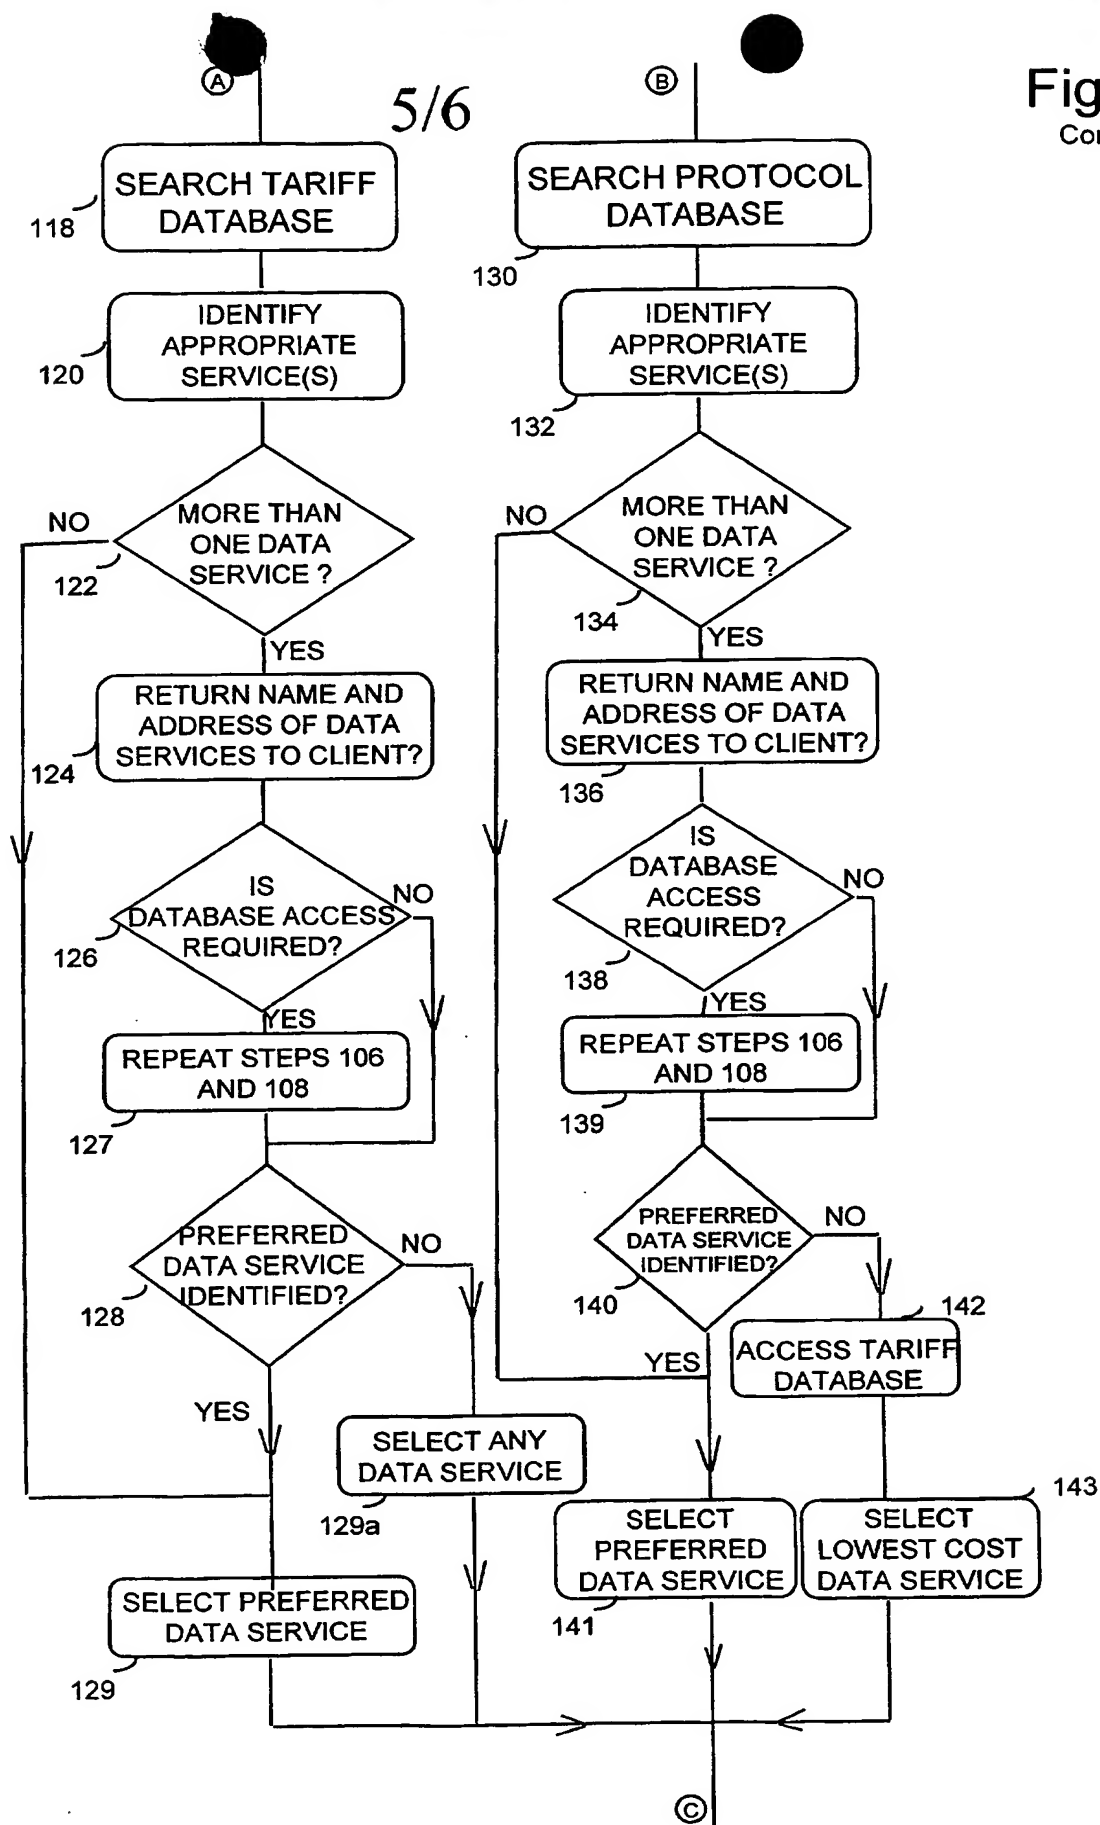 A
5/6
B
Fig
Cor
SEARCH TARIFF
DATABASE
118
IDENTIFY
APPROPRIATE
SERVICE(S)
120
MORE THAN
ONE DATA
SERVICE ?
NO
122
YES
RETURN NAME AND
ADDRESS OF DATA
SERVICES TO CLIENT?
124
IS
DATABASE ACCESS
REQUIRED?
NO
126
YES
REPEAT STEPS 106
AND 108
127
PREFERRED
DATA SERVICE
IDENTIFIED?
NO
128
YES
SELECT ANY
DATA SERVICE
129a
SELECT PREFERRED
DATA SERVICE
129
SEARCH PROTOCOL
DATABASE
130
IDENTIFY
APPROPRIATE
SERVICE(S)
132
MORE THAN
ONE DATA
SERVICE ?
NO
134
YES
RETURN NAME AND
ADDRESS OF DATA
SERVICES TO CLIENT?
136
IS
DATABASE
ACCESS
REQUIRED?
NO
138
YES
REPEAT STEPS 106
AND 108
139
PREFERRED
DATA SERVICE
IDENTIFIED?
NO
140
YES
142
ACCESS TARIFF
DATABASE
SELECT
PREFERRED
DATA SERVICE
141
143
SELECT
LOWEST COST
DATA SERVICE
C